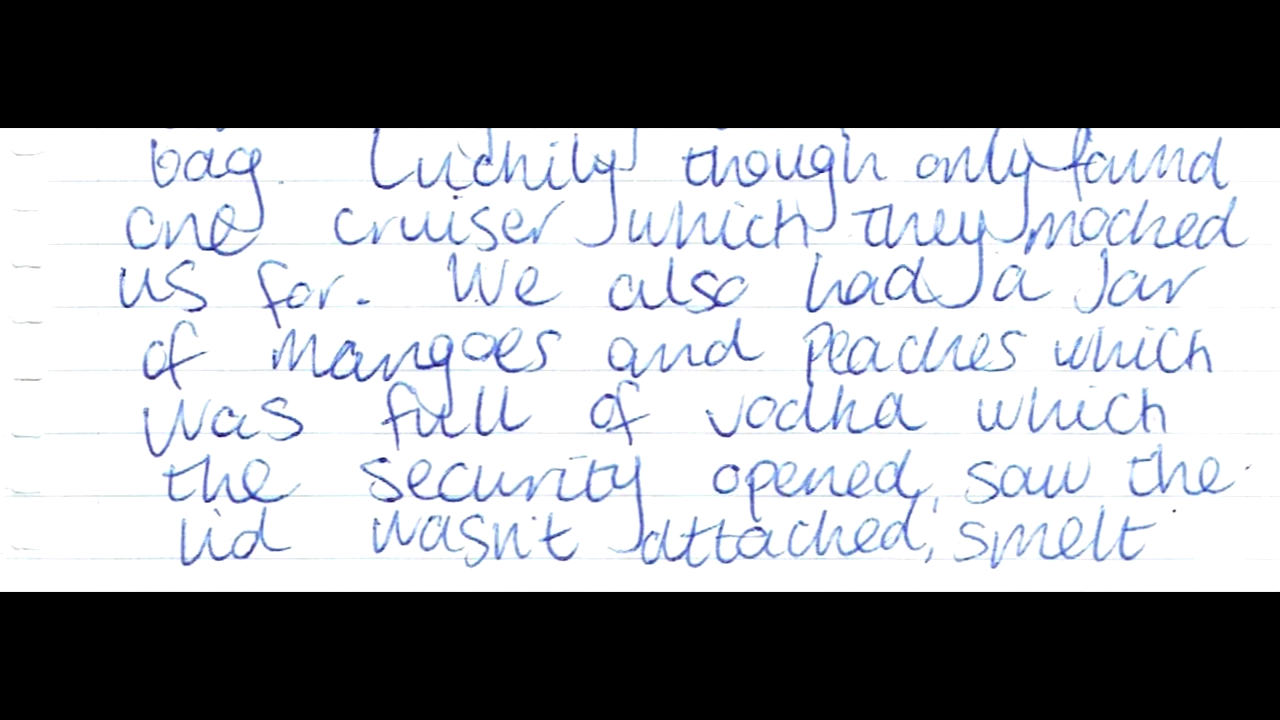 bag. Luckily though only found
one cruiser which they mocked
us for. We also had a jar
of mangoes and peaches which
was full of vodka which
the security opened, saw the
lid wasn't attached, smelt